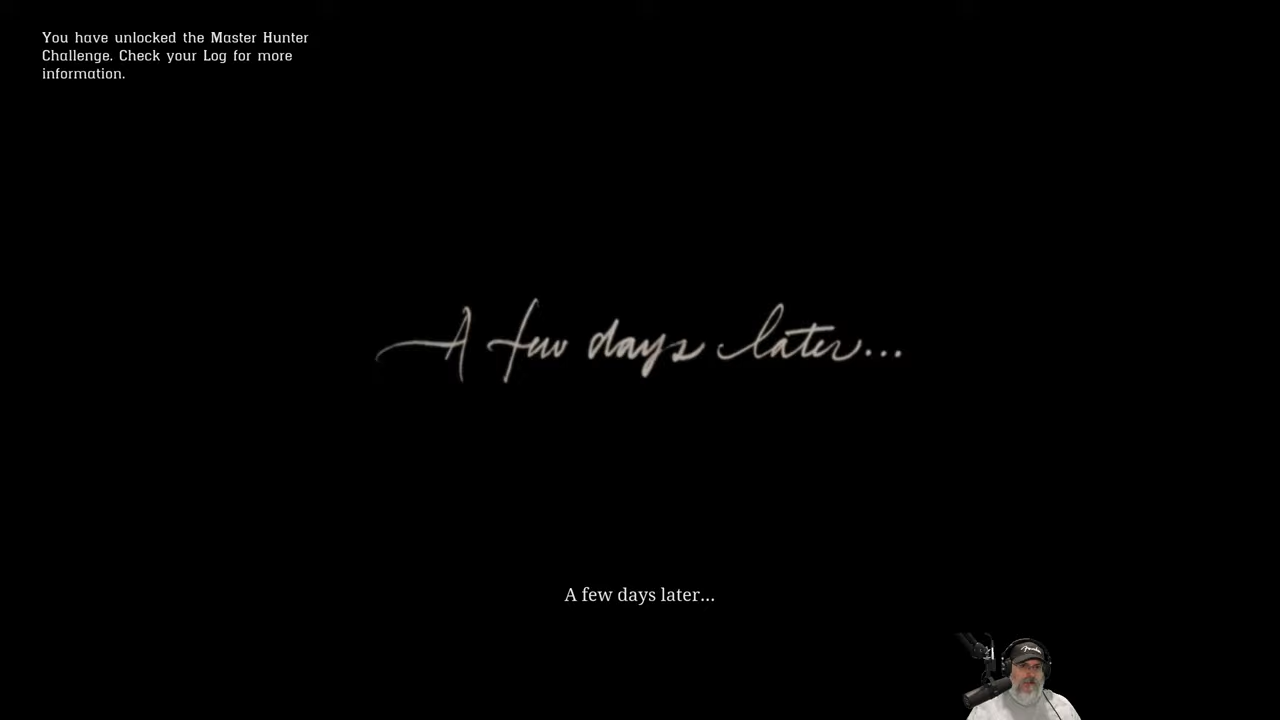 You have unlocked the Master Hunter
Challenge. Check your Log for more
information.
A few days later...
A few days later...
Fender